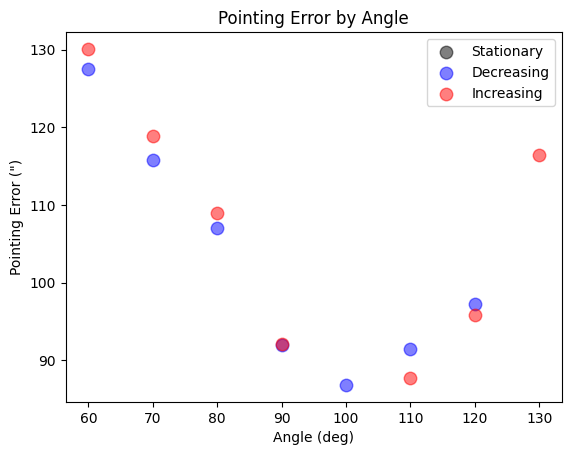 Pointing Error by Angle
Stationary
Decreasing
Increasing
130
120
110
100
90
Pointing Error (")
60 70 80 90 100 110 120 130
Angle (deg)